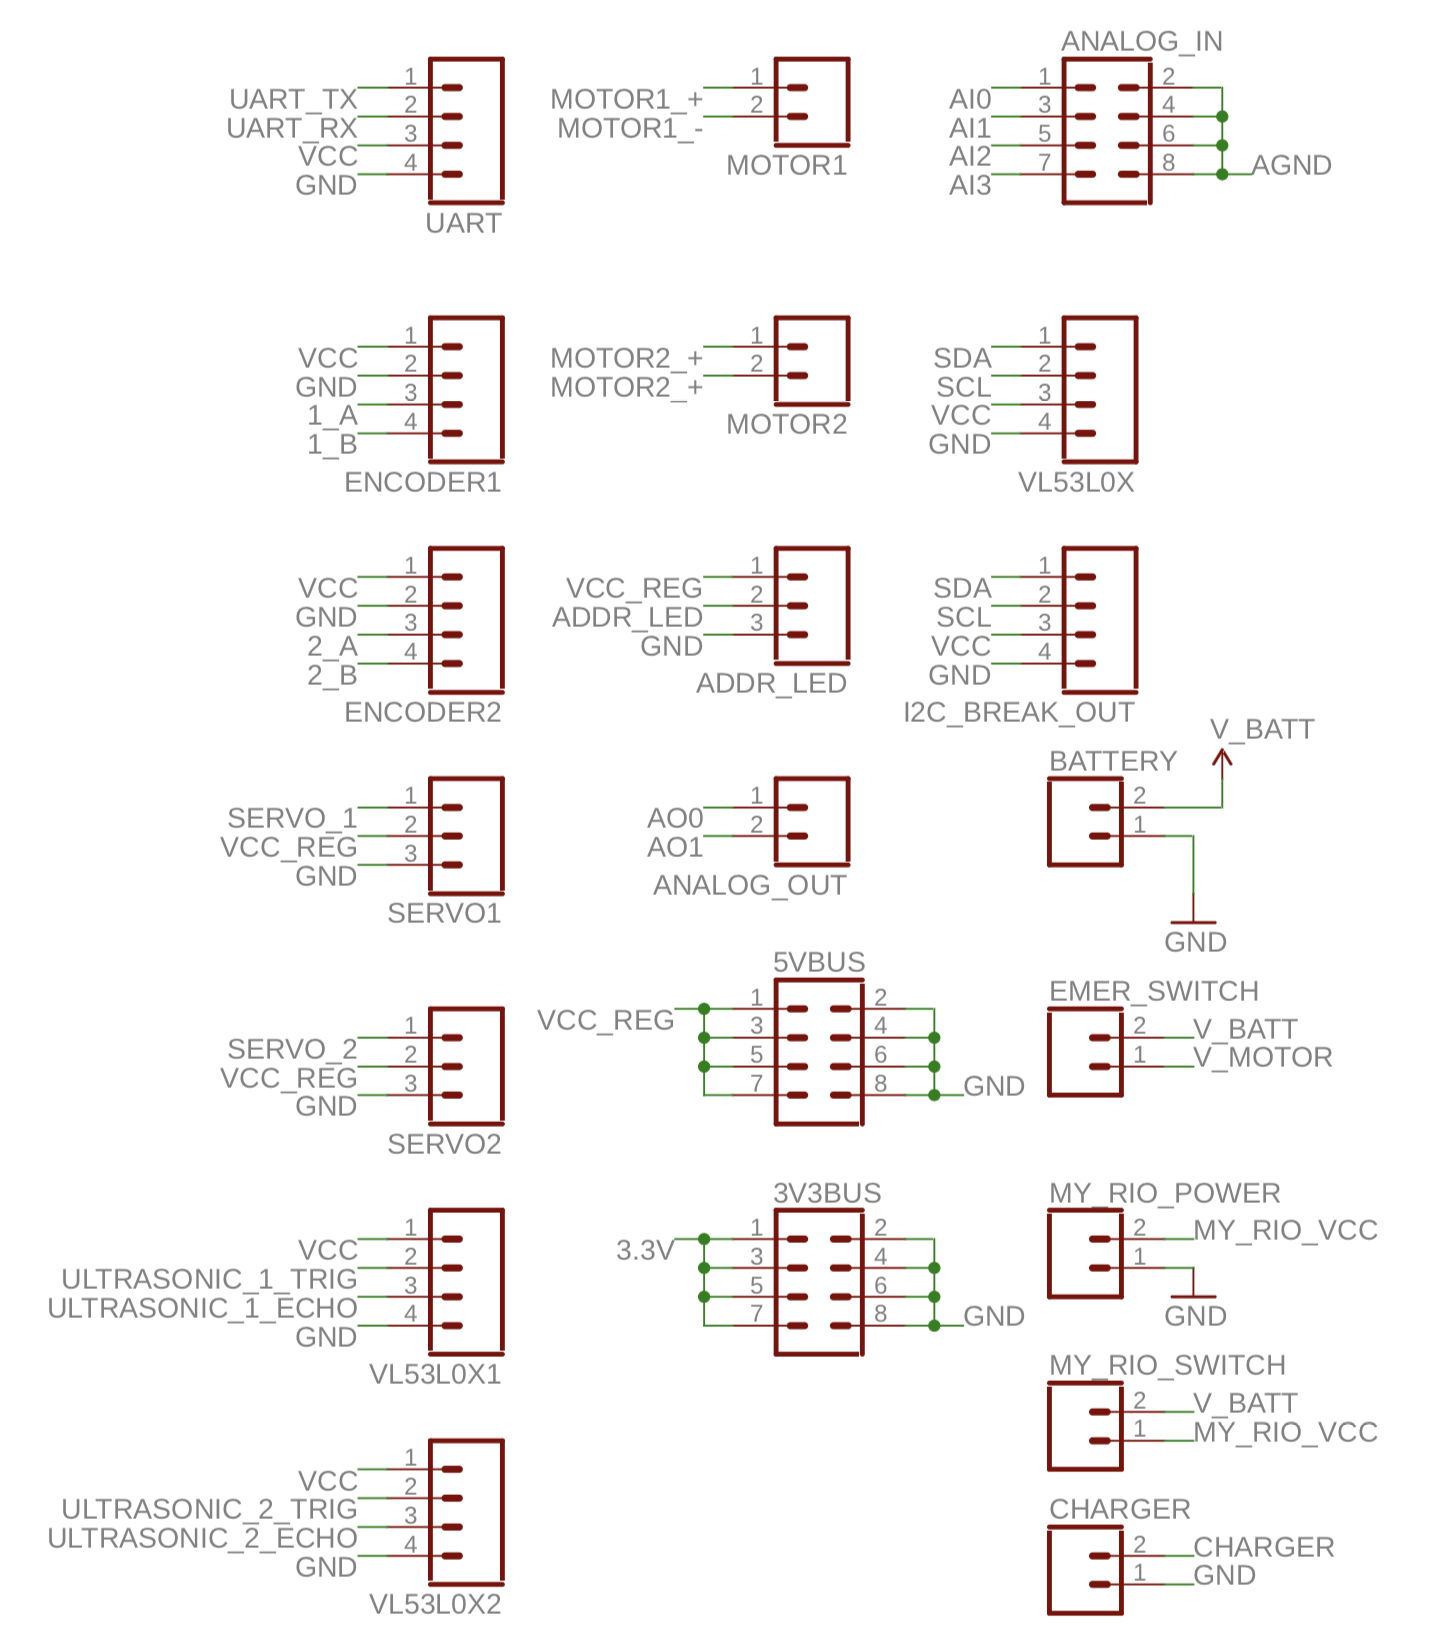 1
UART_TX
2
UART_RX
3
VCC
4
GND
UART
1
MOTOR1_+
2
MOTOR1_-
MOTOR1
ANALOG_IN
1 2
AI0
3 4
AI1
5 6
AI2
7 8
AI3
AGND
1
VCC
2
GND
3
1_A
4
1_B
ENCODER1
1
MOTOR2_+
2
MOTOR2_+
MOTOR2
1
SDA
2
SCL
3
VCC
4
GND
VL53L0X
1
VCC
2
GND
3
2_A
4
2_B
ENCODER2
1
VCC_REG
2
ADDR_LED
3
GND
ADDR_LED
1
SDA
2
SCL
3
VCC
4
GND
I2C_BREAK_OUT
1
SERVO_1
2
VCC_REG
3
GND
SERVO1
1
AO0
2
AO1
ANALOG_OUT
V_BATT
BATTERY
2
1
GND
1
SERVO_2
2
VCC_REG
3
GND
SERVO2
5VBUS
1 2
VCC_REG
3 4
5 6
7 8
GND
EMER_SWITCH
2
V_BATT
1
V_MOTOR
1
VCC
2
ULTRASONIC_1_TRIG
3
ULTRASONIC_1_ECHO
4
GND
VL53L0X1
3V3BUS
1 2
3.3V
3 4
5 6
7 8
GND
MY_RIO_POWER
2
MY_RIO_VCC
1
GND
MY_RIO_SWITCH
2
V_BATT
1
MY_RIO_VCC
1
VCC
2
ULTRASONIC_2_TRIG
3
ULTRASONIC_2_ECHO
4
GND
VL53L0X2
CHARGER
2
CHARGER
1
GND